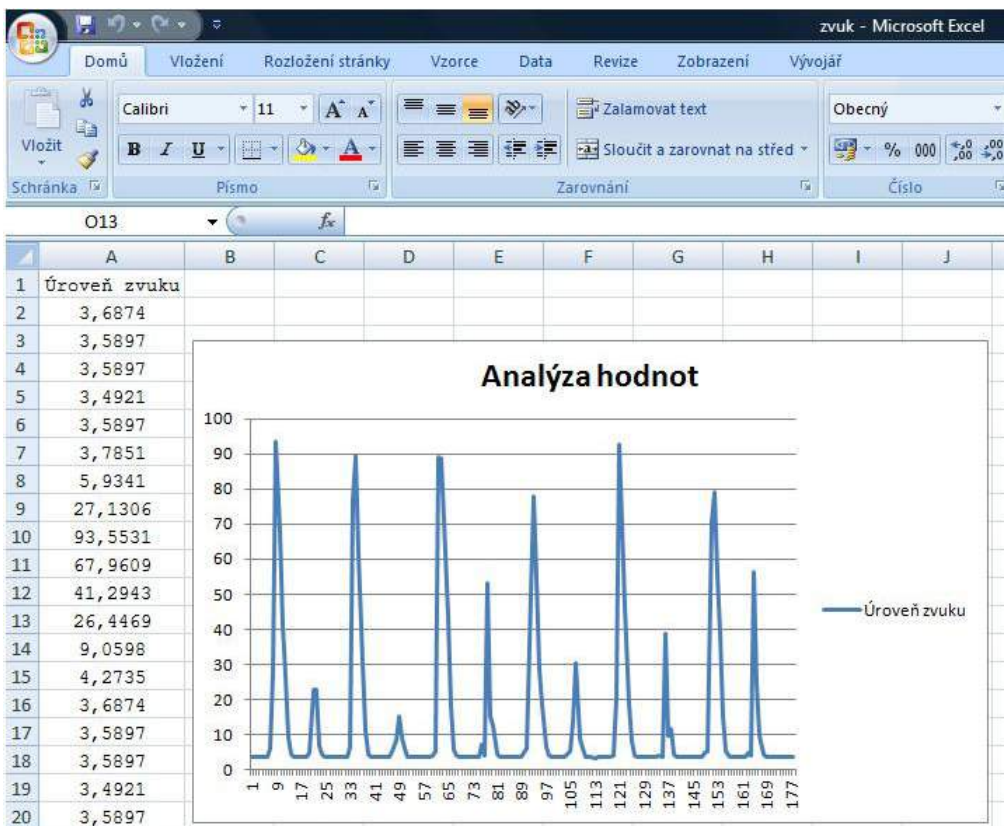 zvuk - Microsoft Excel
Domů Vložení Rozložení stránky Vzorce Data Revize Zobrazení Vývojář
Calibri 11 A A Zalamovat text Obecný
Vložit B I U A Sloučit a zarovnat na střed % 000 ,00 ,00
Schránka Písmo Zarovnání Číslo
O13 fx
A B C D E F G H I J
1 Úroveň zvuku
2 3,6874
3 3,5897
4 3,5897
5 3,4921
6 3,5897
7 3,7851
8 5,9341
9 27,1306
10 93,5531
11 67,9609
12 41,2943
13 26,4469
14 9,0598
15 4,2735
16 3,6874
17 3,5897
18 3,5897
19 3,4921
20 3,5897
Analýza hodnot
100
90
80
70
60
50
40
30
20
10
0
1 9 17 25 33 41 49 57 65 73 81 89 97 105 113 121 129 137 145 153 161 169 177
Úroveň zvuku